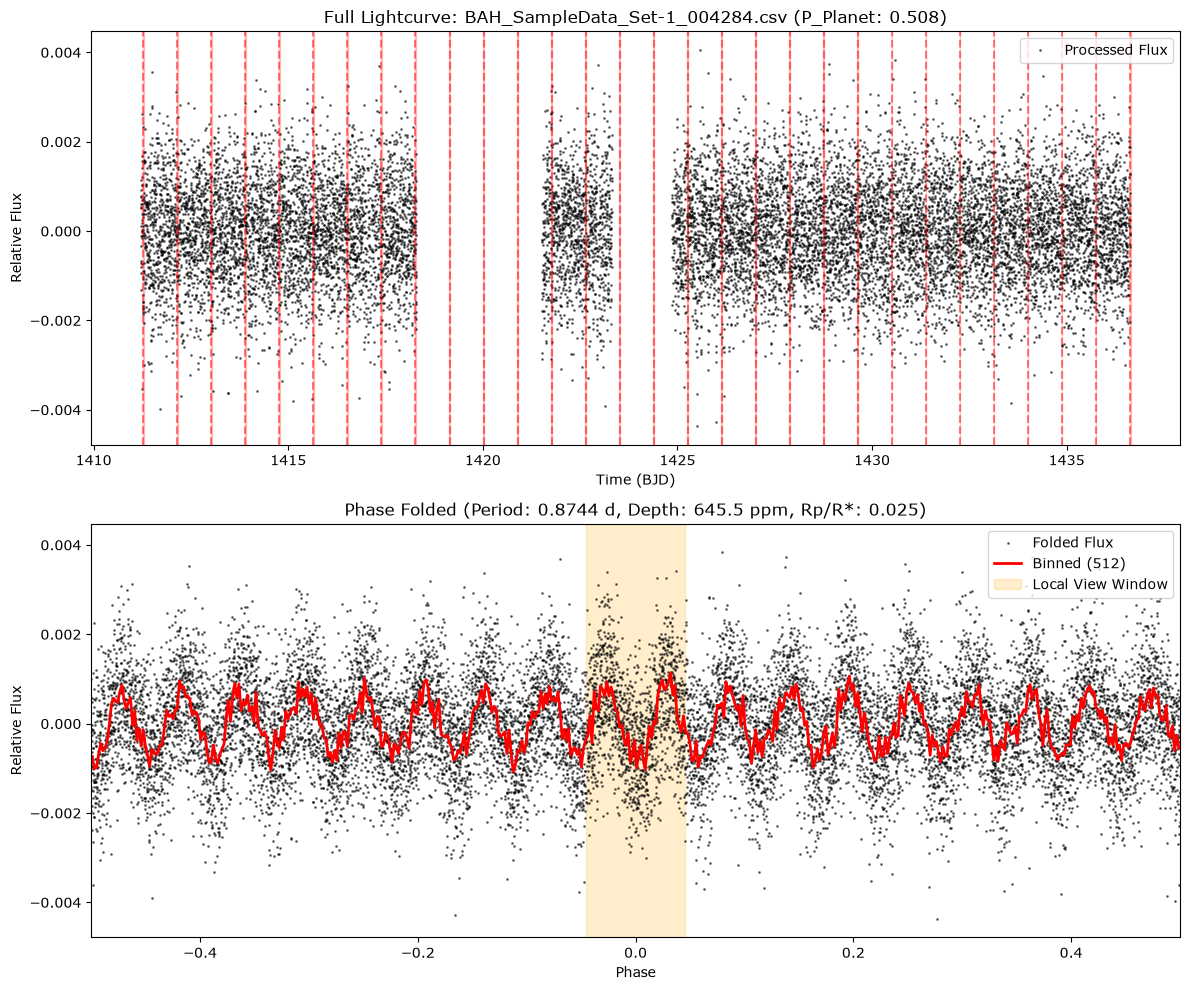 Full Lightcurve: BAH_SampleData_Set-1_004284.csv (P_Planet: 0.508)
Processed Flux
0.004
0.002
0.000
−0.002
−0.004
Relative Flux
1410
1415
1420
1425
1430
1435
Time (BJD)
Phase Folded (Period: 0.8744 d, Depth: 645.5 ppm, Rp/R*: 0.025)
Folded Flux
Binned (512)
Local View Window
0.004
0.002
0.000
−0.002
−0.004
Relative Flux
−0.4
−0.2
0.0
0.2
0.4
Phase